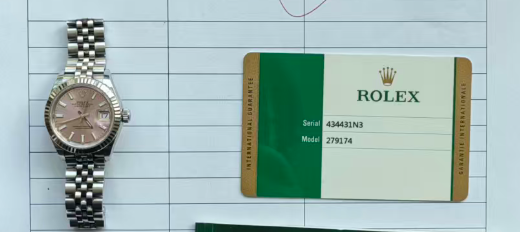 INTERNATIONAL GUARANTEE
ROLEX
Serial 434431N3
Model 279174
GARANTIE INTERNATIONALE